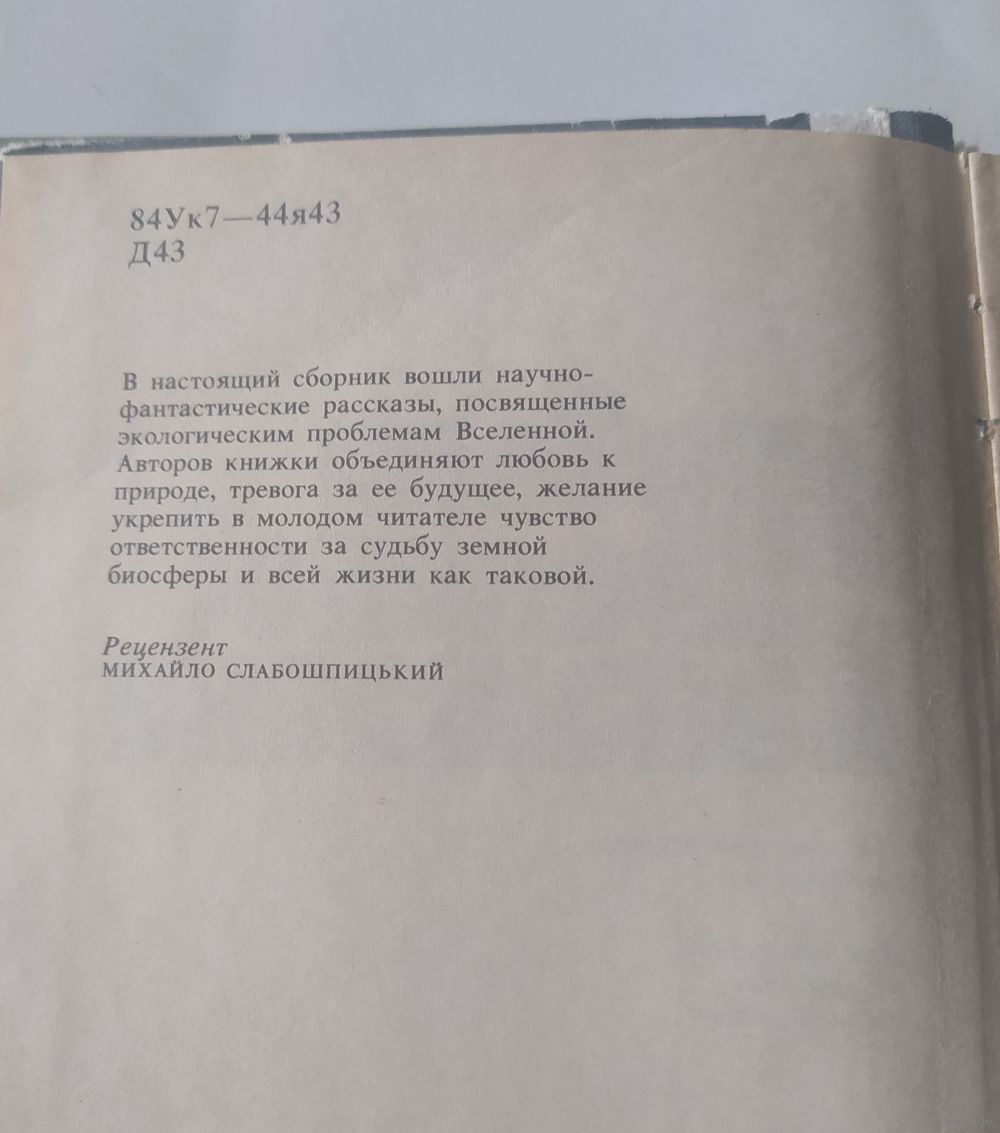 84Ук7—44я43
Д43
В настоящий сборник вошли научно-
фантастические рассказы, посвященные
экологическим проблемам Вселенной.
Авторов книжки объединяют любовь к
природе, тревога за ее будущее, желание
укрепить в молодом читателе чувство
ответственности за судьбу земной
биосферы и всей жизни как таковой.
Рецензент
МИХАЙЛО СЛАБОШПИЦЬКИЙ